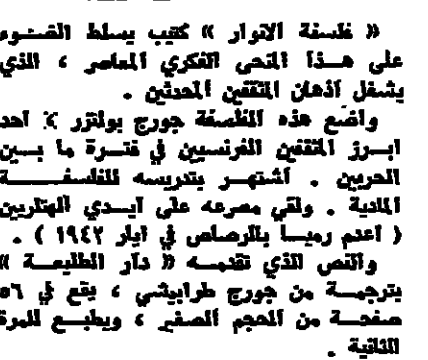 « فلسفة الانوار » كتيب يسلط الضوء
على هذا المنحى الفكري المعاصر ، الذي
يشغل أذهان المثقفين المحدثين .
واضع هذه الفلسفة جورج بولتزر ، احد
ابرز المثقفين الفرنسيين في فترة ما بين
الحربين . اشتهر بتدريسه للفلسفة
المادية . ولقي مصرعه على ايدي الهتلريين
( اعدم رميا بالرصاص في ايار ١٩٤٢ ) .
والنص الذي تقدمه « دار الطليعة »
بترجمة من جورج طرابيشي ، يقع في ٥٦
صفحة من الحجم الصغير ، ويطبع للمرة
الثانية .